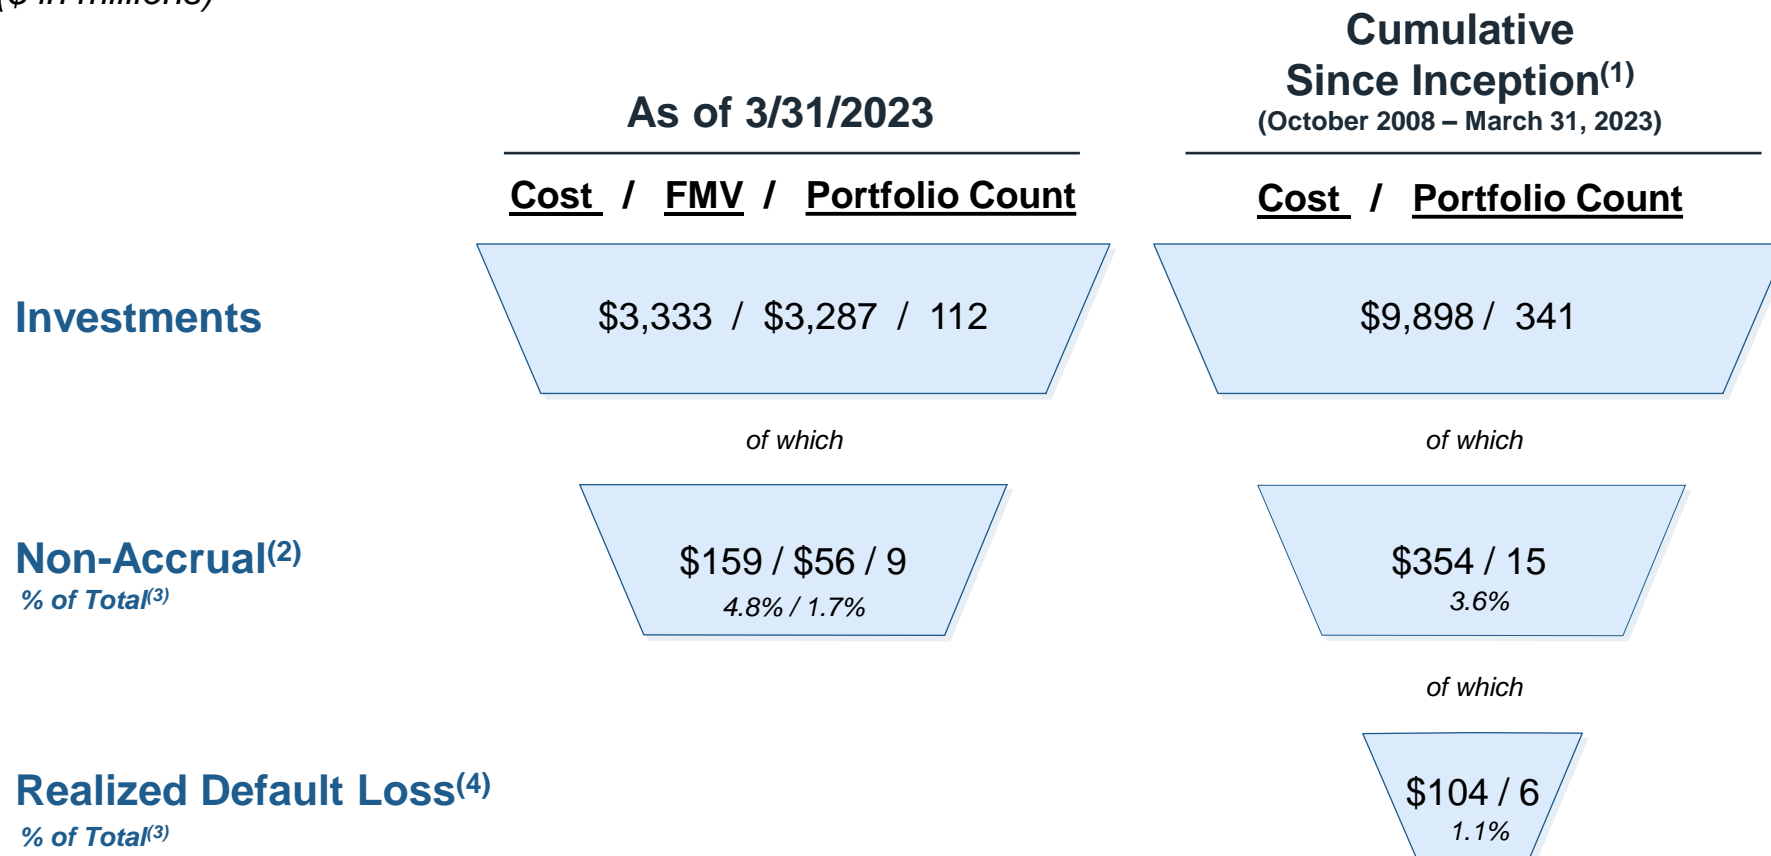 ($ in millions)
Cumulative
Since Inception(1)
(October 2008 – March 31, 2023)
As of 3/31/2023
Cost / FMV / Portfolio Count
Cost / Portfolio Count
Investments
$3,333 / $3,287 / 112
$9,898 / 341
of which
of which
Non-Accrual(2)
% of Total(3)
$159 / $56 / 9
4.8% / 1.7%
$354 / 15
3.6%
of which
Realized Default Loss(4)
% of Total(3)
$104 / 6
1.1%